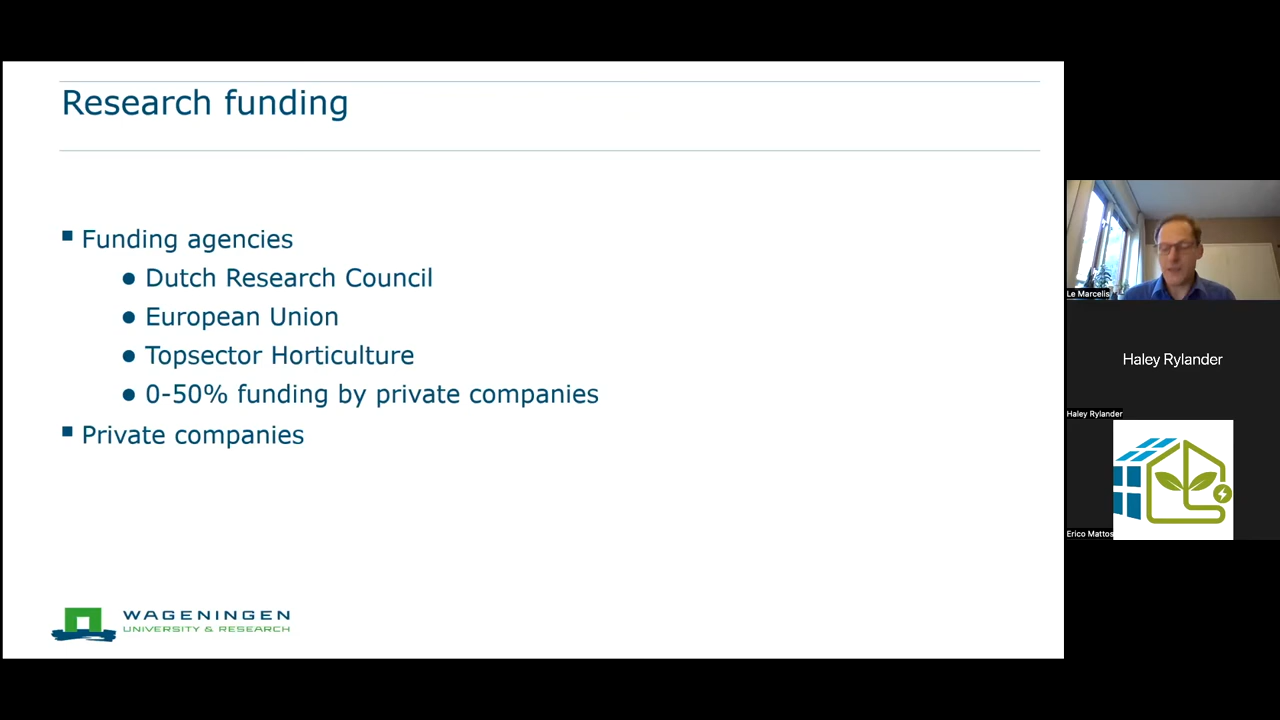 Research funding
Funding agencies
Dutch Research Council
European Union
Topsector Horticulture
0-50% funding by private companies
Private companies
WAGENINGEN
UNIVERSITY & RESEARCH
Le Marcelis
Haley Rylander
Haley Rylander
Erico Mattos